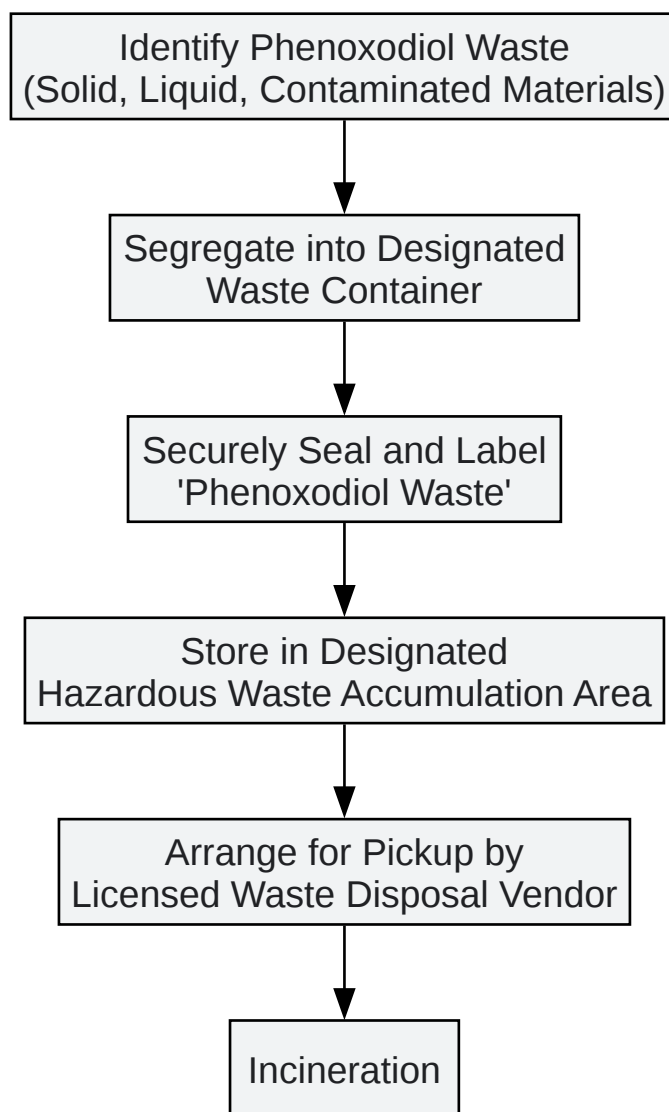 Identify Phenoxodiol Waste
(Solid, Liquid, Contaminated Materials)
Segregate into Designated
Waste Container
Securely Seal and Label
'Phenoxodiol Waste'
Store in Designated
Hazardous Waste Accumulation Area
Arrange for Pickup by
Licensed Waste Disposal Vendor
Incineration